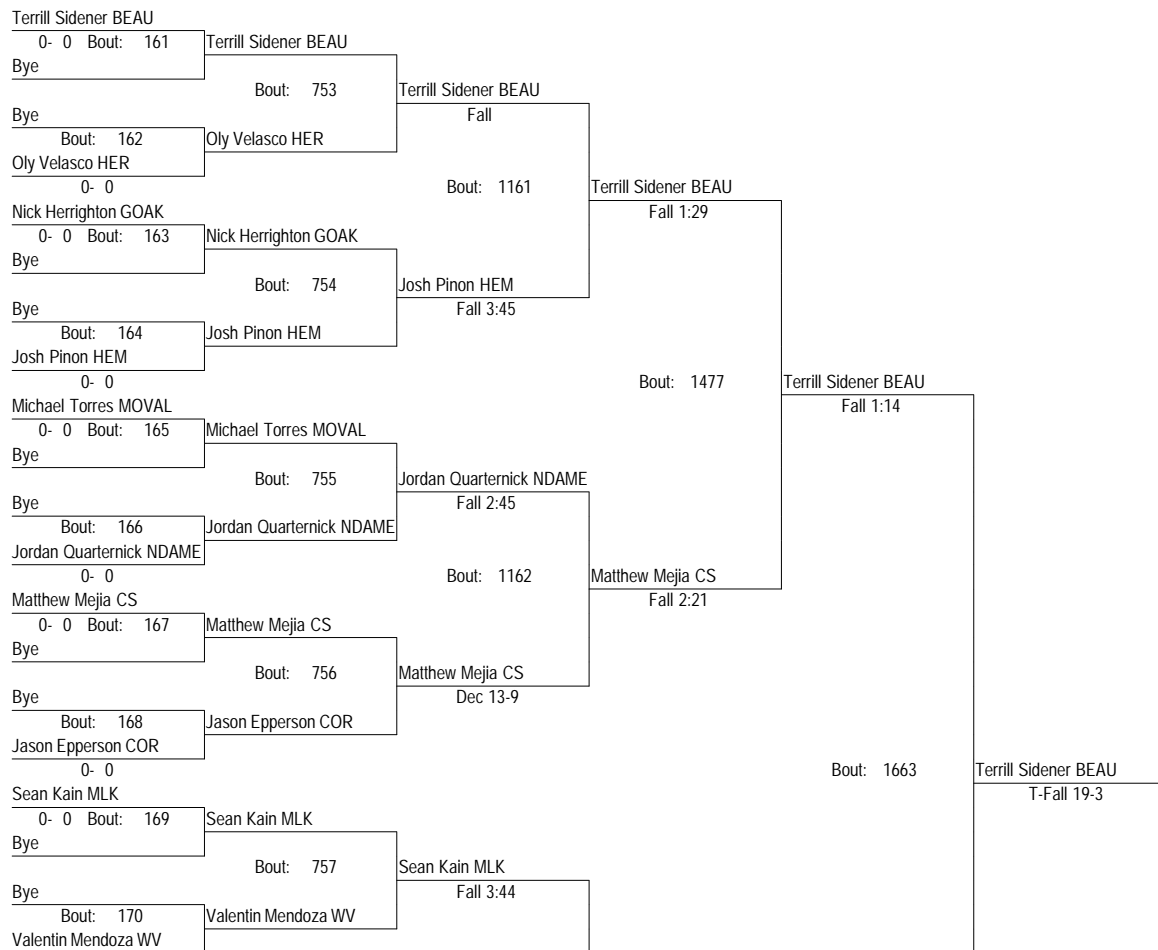 Terrill Sidener BEAU
0- 0 Bout: 161 Terrill Sidener BEAU
Bye
Bout: 753 Terrill Sidener BEAU
Bye Fall
Bout: 162 Oly Velasco HER
Oly Velasco HER
0- 0 Bout: 1161 Terrill Sidener BEAU
Nick Herrighton GOAK Fall 1:29
0- 0 Bout: 163 Nick Herrighton GOAK
Bye
Bout: 754 Josh Pinon HEM
Bye Fall 3:45
Bout: 164 Josh Pinon HEM
Josh Pinon HEM
0- 0 Bout: 1477 Terrill Sidener BEAU
Michael Torres MOVAL Fall 1:14
0- 0 Bout: 165 Michael Torres MOVAL
Bye
Bout: 755 Jordan Quarternick NDAME
Bye Fall 2:45
Bout: 166 Jordan Quarternick NDAME
Jordan Quarternick NDAME
0- 0 Bout: 1162 Matthew Mejia CS
Matthew Mejia CS Fall 2:21
0- 0 Bout: 167 Matthew Mejia CS
Bye
Bout: 756 Matthew Mejia CS
Bye Dec 13-9
Bout: 168 Jason Epperson COR
Jason Epperson COR
0- 0 Bout: 1663 Terrill Sidener BEAU
Sean Kain MLK T-Fall 19-3
0- 0 Bout: 169 Sean Kain MLK
Bye
Bout: 757 Sean Kain MLK
Bye Fall 3:44
Bout: 170 Valentin Mendoza WV
Valentin Mendoza WV